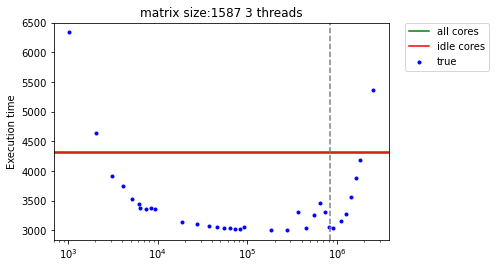 matrix size:1587 3 threads
6500
6000
5500
5000
4500
4000
3500
3000
Execution time
10³ 10⁴ 10⁵ 10⁶
all cores
idle cores
true